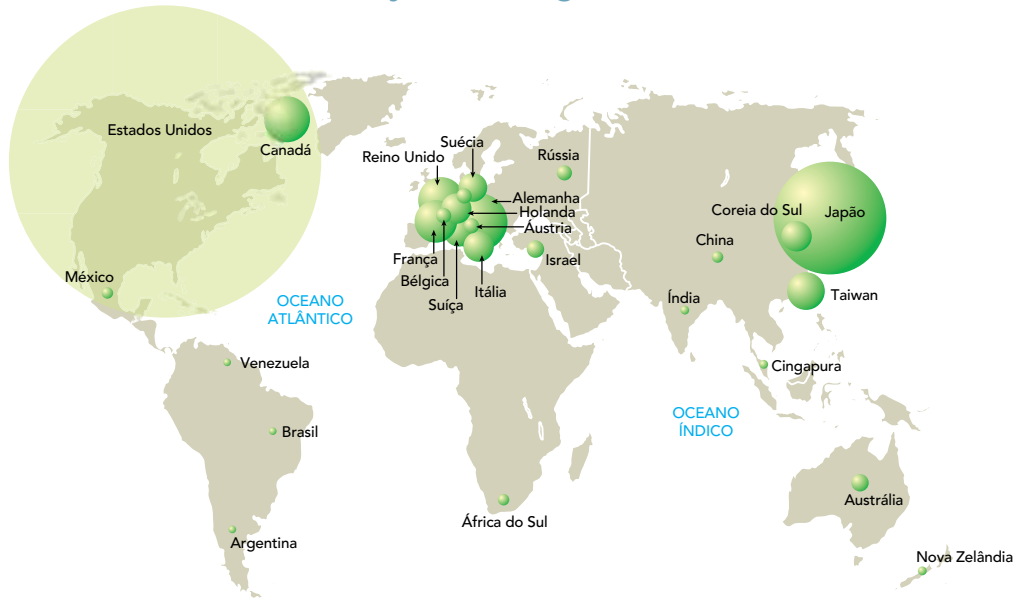 Estados Unidos
Canadá
Suécia
Reino Unido
Rússia
Alemanha
Holanda
Áustria
Coreia do Sul
Japão
China
França
Bélgica
Suíça
Itália
Israel
México
OCEANO
ATLÂNTICO
Índia
Taiwan
Venezuela
Cingapura
OCEANO
ÍNDICO
Brasil
Austrália
África do Sul
Argentina
Nova Zelândia